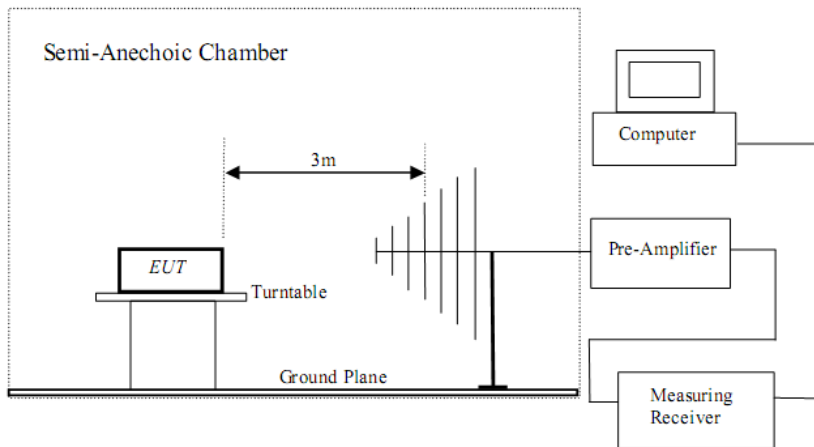 Semi-Anechoic Chamber
3m
EUT
Turntable
Ground Plane
Computer
Pre-Amplifier
Measuring
Receiver